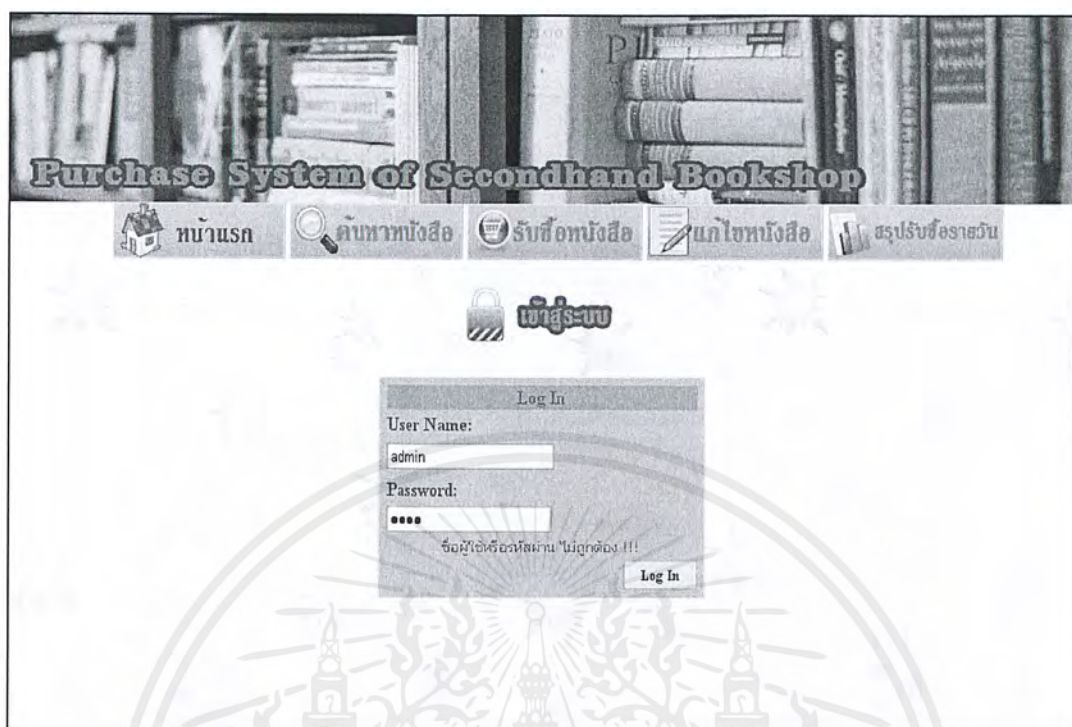 Purchase System of Secondhand Bookshop
หน้าแรก ค้นหาหนังสือ รับซื้อหนังสือ แก้ไขหนังสือ สรุปรับซื้อรายวัน
เข้าสู่ระบบ
Log In
User Name:
admin
Password:
••••
ชื่อผู้ใช้หรือรหัสผ่าน ไม่ถูกต้อง !!!
Log In